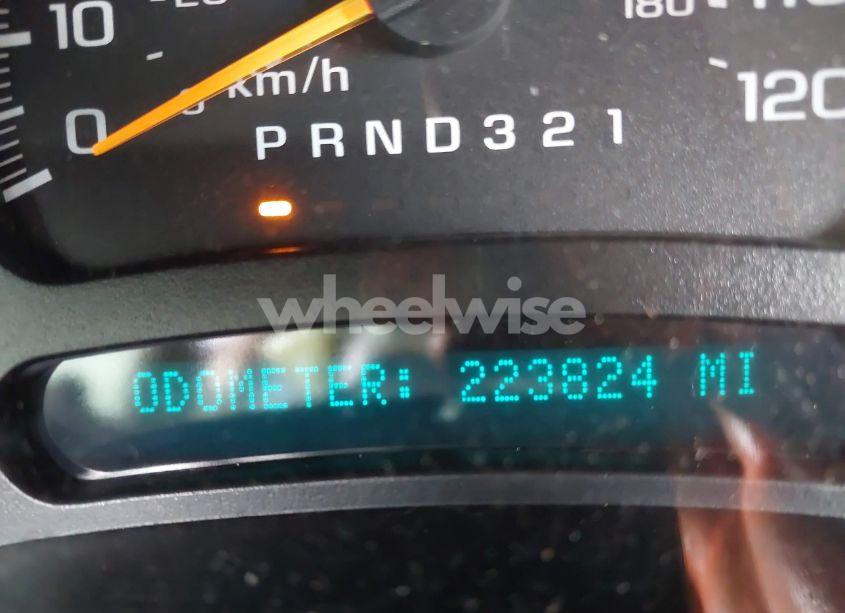 10
180
km/h
120
0
PRND321
wheelwise
ODOMETER: 223824 MI